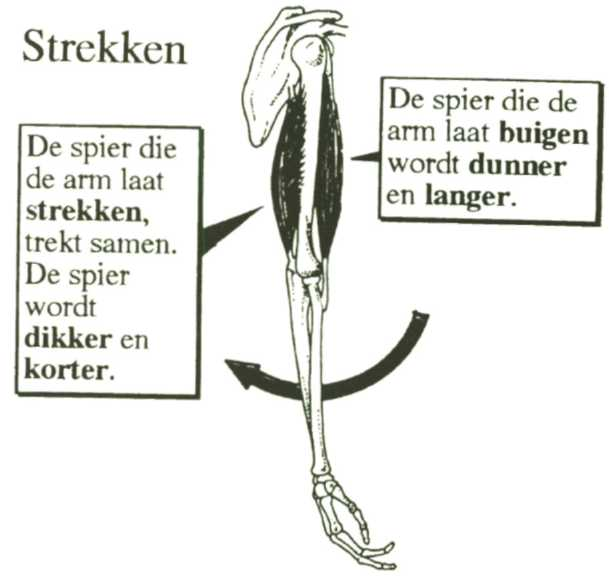 Strekken
De spier die
de arm laat
strekken,
trekt samen.
De spier
wordt
dikker en
korter.
De spier die de
arm laat buigen
wordt dunner
en langer.